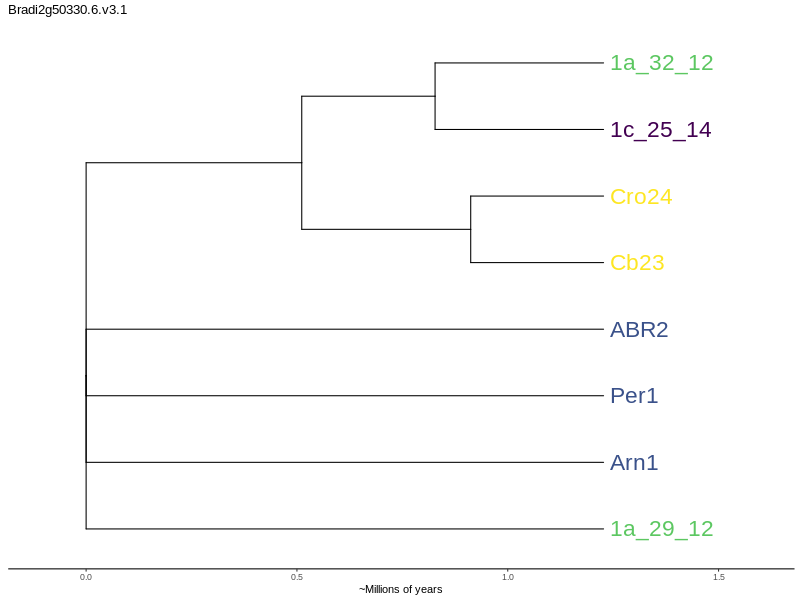 Bradi2g50330.6.v3.1
1a_32_12
1c_25_14
Cro24
Cb23
ABR2
Per1
Arn1
1a_29_12
0.0 0.5 1.0 1.5
~Millions of years